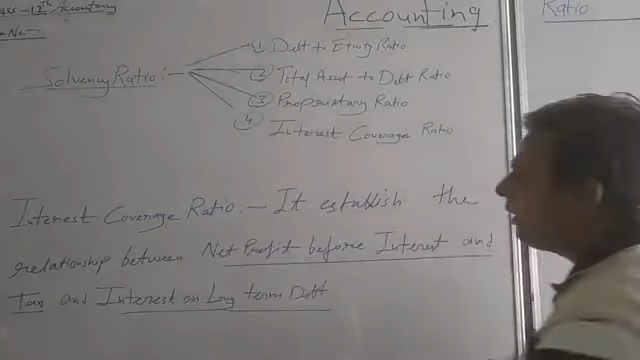 12th Accountancy
Accounting
Ratio
Solvency Ratio:-
① Debt to Equity Ratio
② Total Asset to Debt Ratio
③ Proprietary Ratio
④ Interest Coverage Ratio
Interest Coverage Ratio:- It establish the
relationship between Net Profit before Interest and
Tax and Interest on Long term Debt